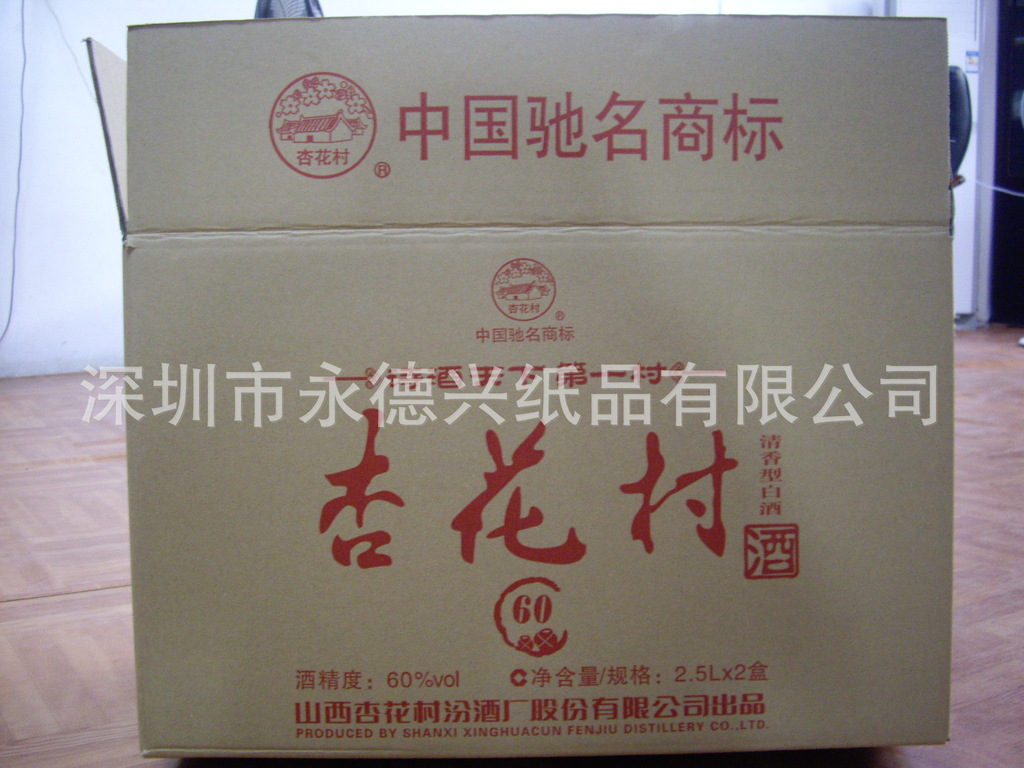 杏花村
®
中国驰名商标
杏花村
®
中国驰名商标
酒
第一村
深圳市永德兴纸品有限公司
杏花村
清香型白酒
酒
60
酒精度：60%vol
净含量/规格：2.5Lx2盒
山西杏花村汾酒厂股份有限公司出品
PRODUCED BY SHANXI XINGHUACUN FENJIU DISTILLERY CO.,LTD.